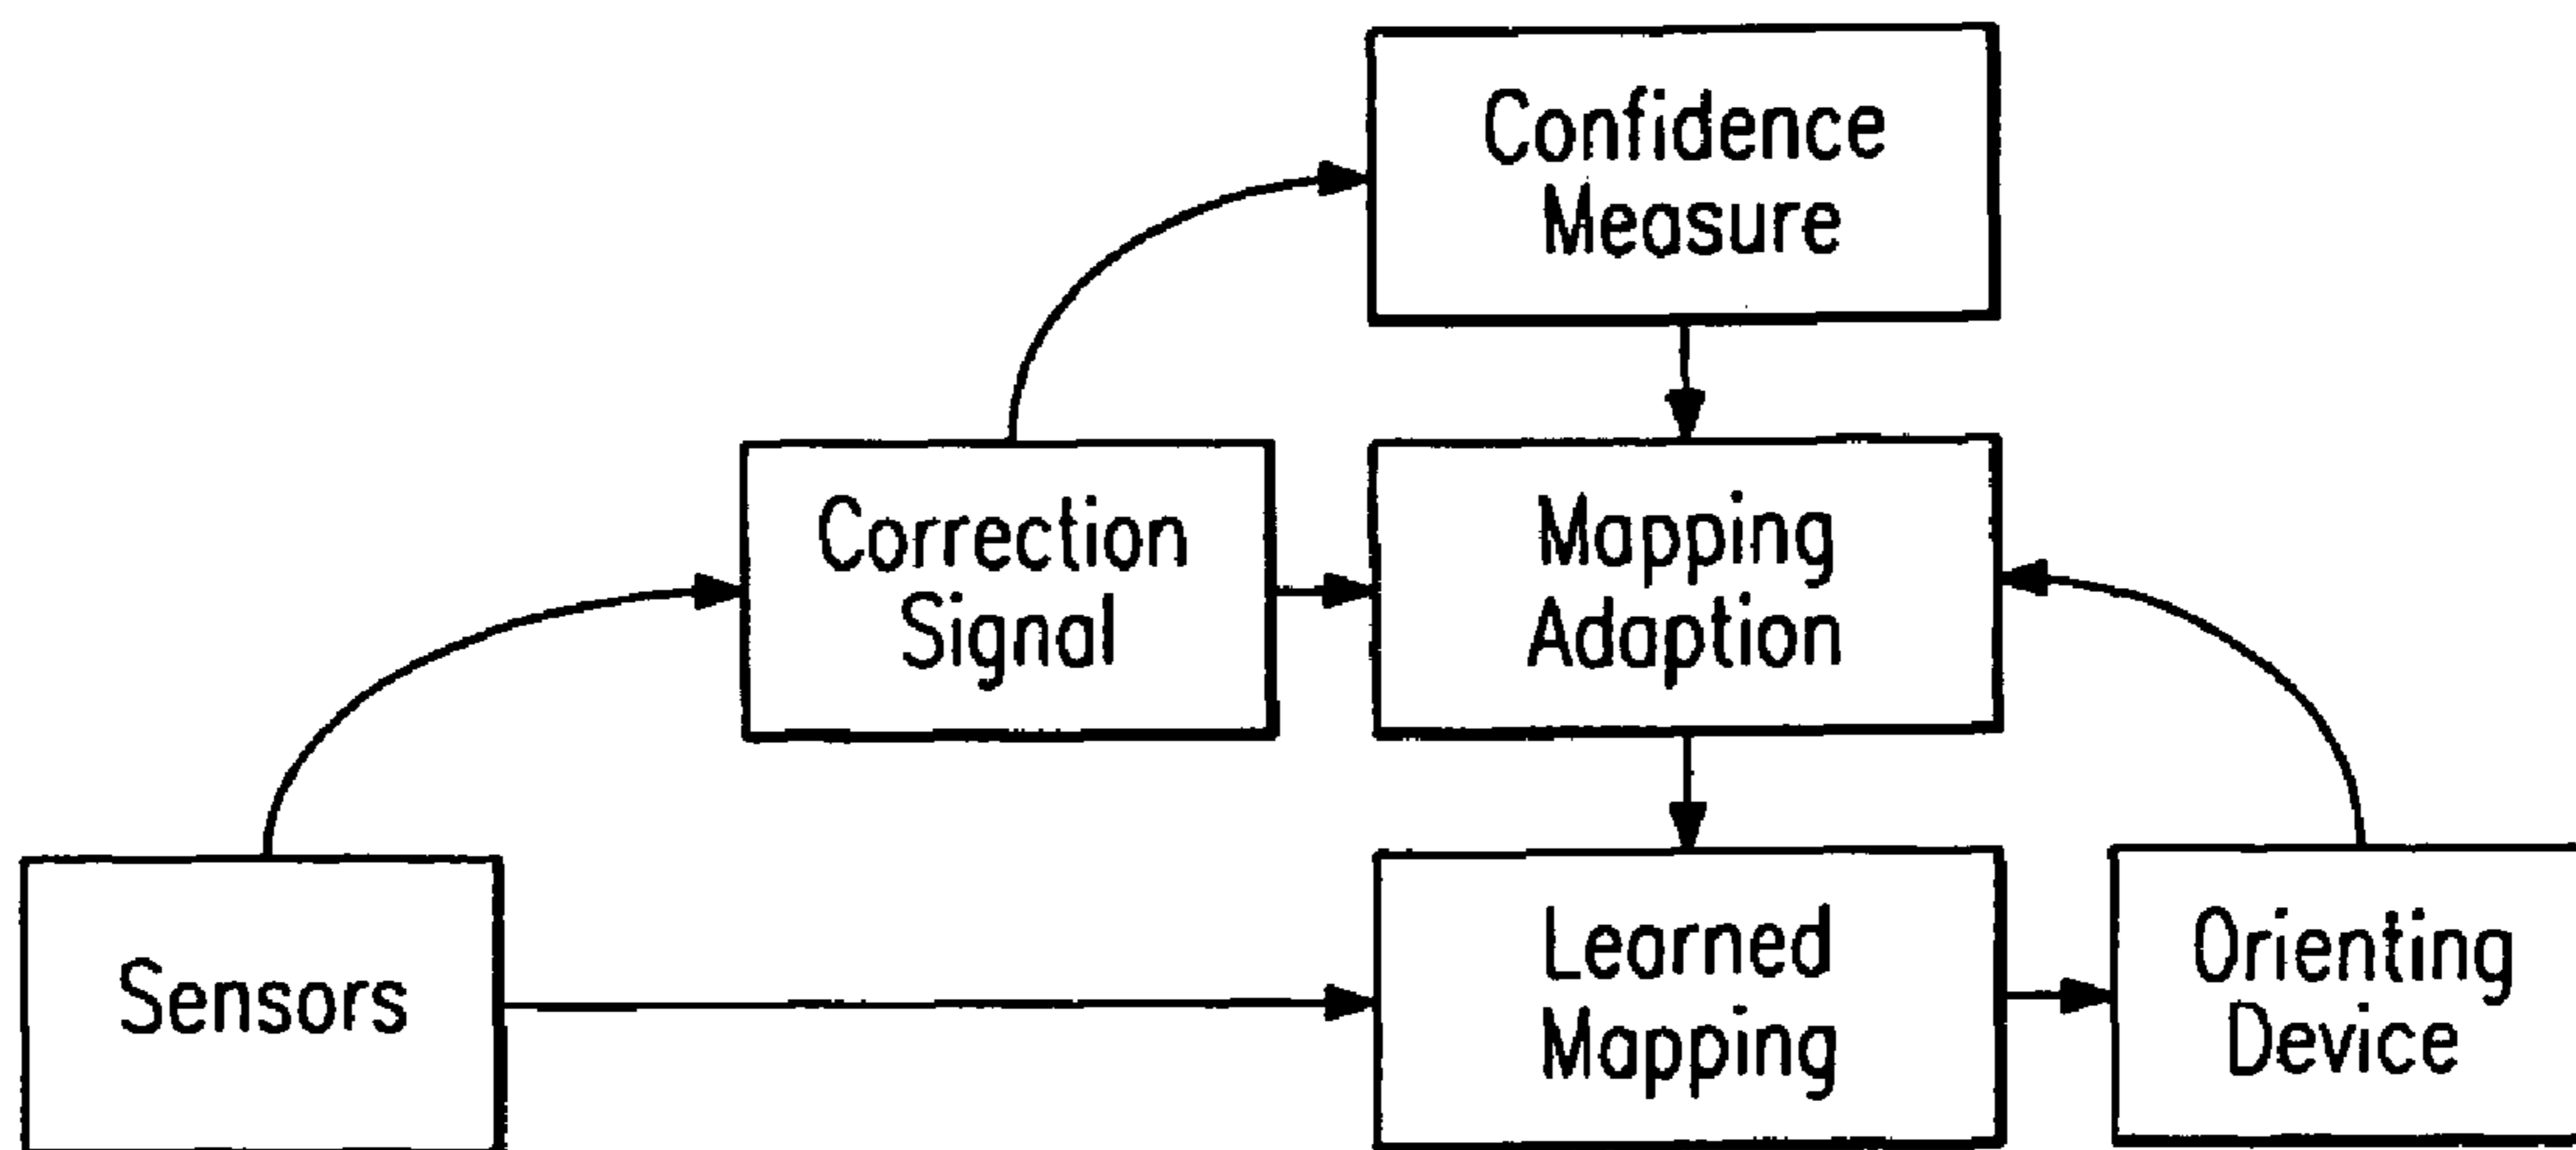 Confidence
Measure
Correction
Signal
Mapping
Adaption
Sensors
Learned
Mapping
Orienting
Device